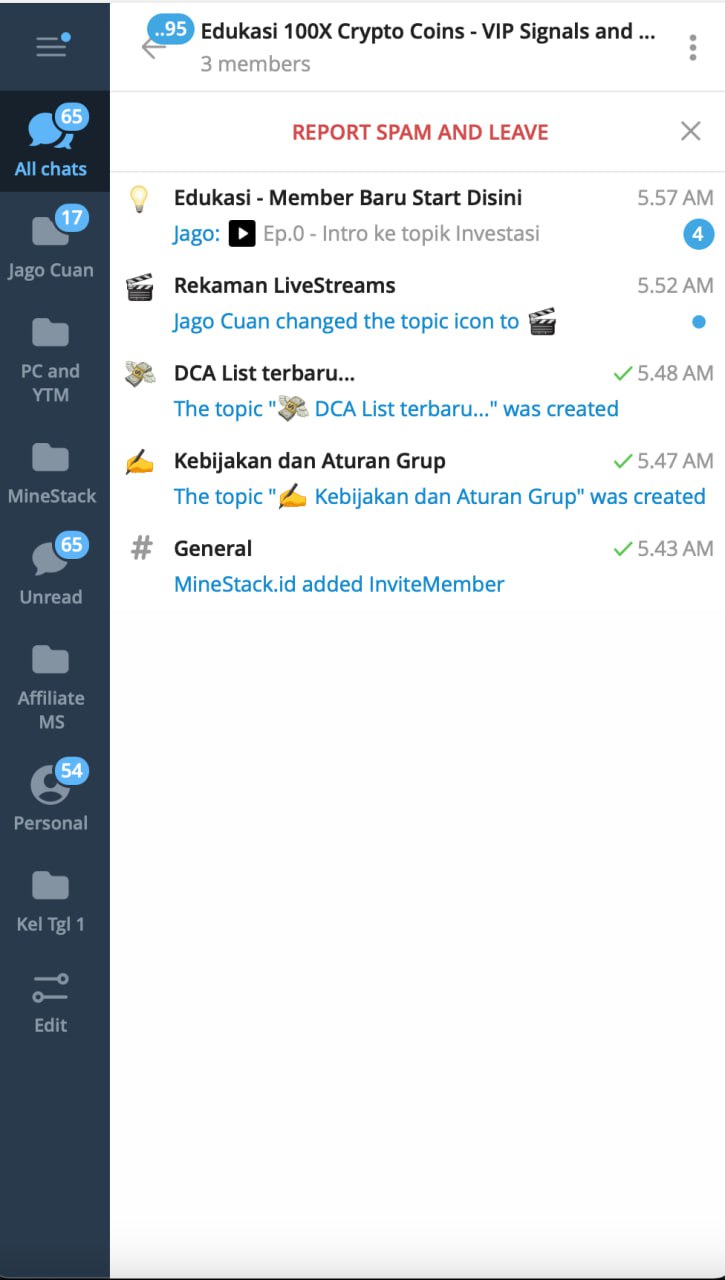 ..95
Edukasi 100X Crypto Coins - VIP Signals and ...
3 members
REPORT SPAM AND LEAVE
65
All chats
17
Jago Cuan
PC and
YTM
MineStack
65
Unread
Affiliate
MS
54
Personal
Kel Tgl 1
Edit
Edukasi - Member Baru Start Disini 5.57 AM
Jago: Ep.0 - Intro ke topik Investasi 4
Rekaman LiveStreams 5.52 AM
Jago Cuan changed the topic icon to 🎬
DCA List terbaru... 5.48 AM
The topic "💸 DCA List terbaru..." was created
Kebijakan dan Aturan Grup 5.47 AM
The topic "✍️ Kebijakan dan Aturan Grup" was created
# General 5.43 AM
MineStack.id added InviteMember